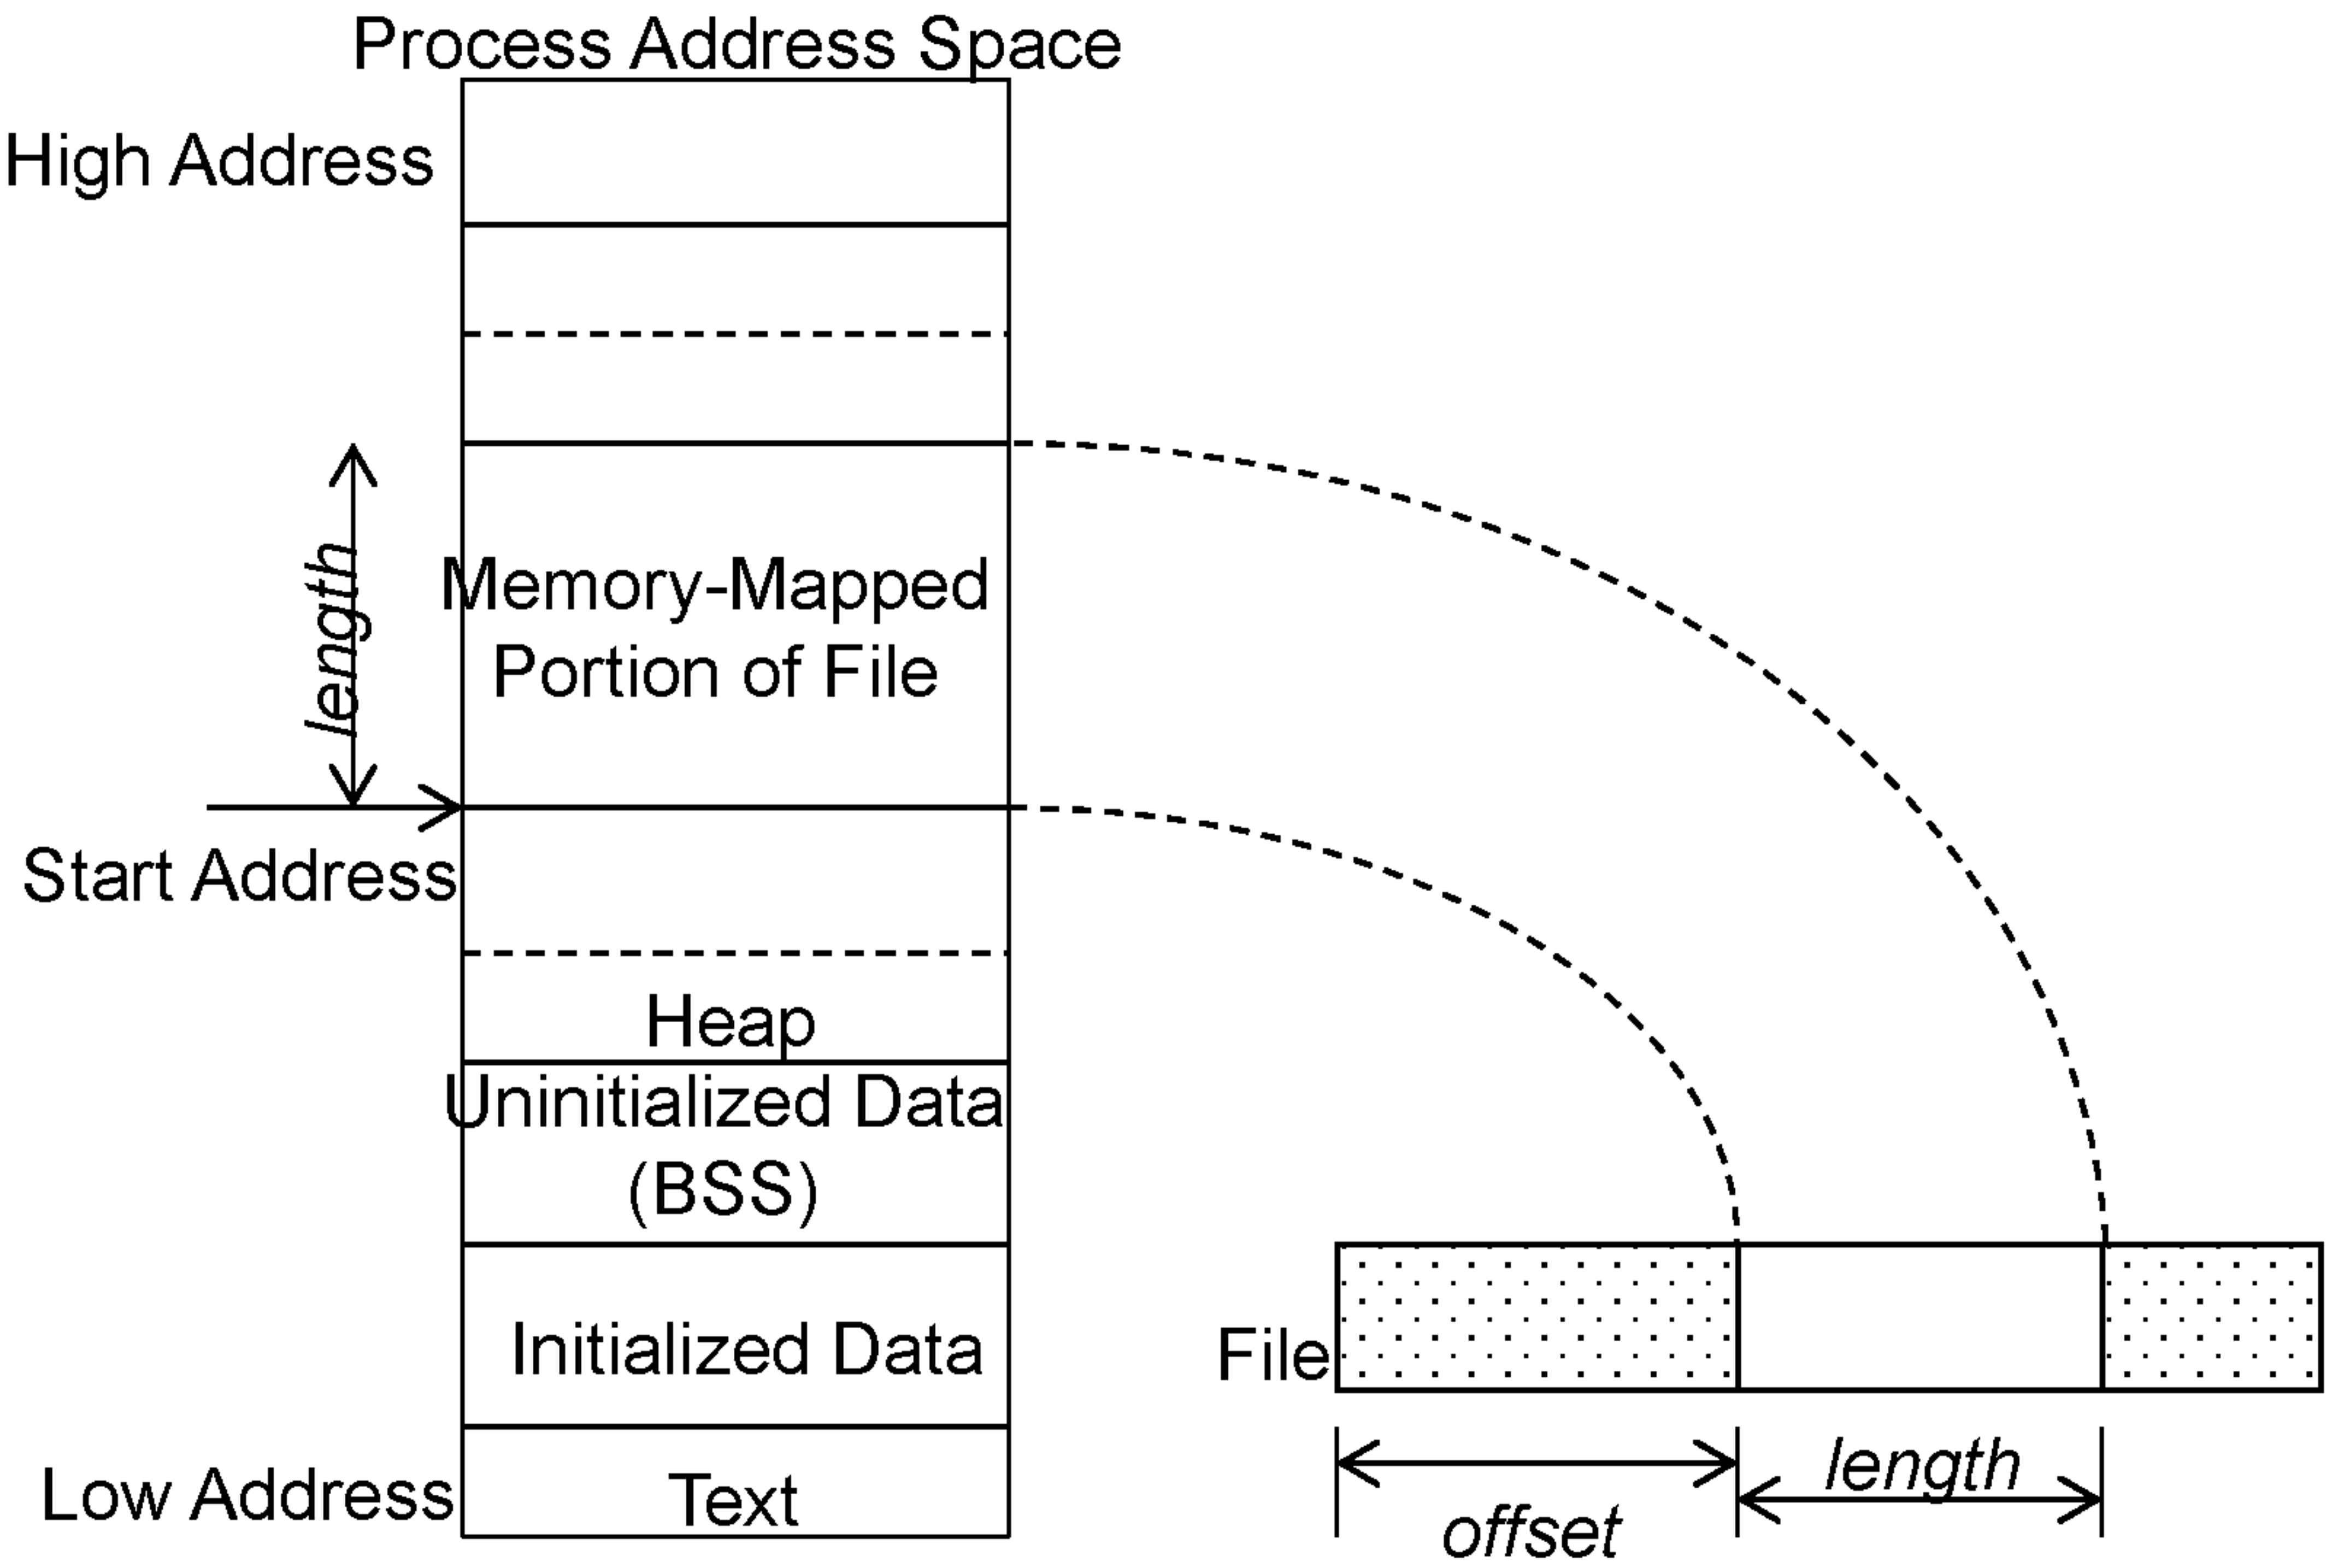 Process Address Space
High Address
length
Memory-Mapped
Portion of File
Start Address
Heap
Uninitialized Data
(BSS)
Initialized Data
Low Address
Text
File
offset
length